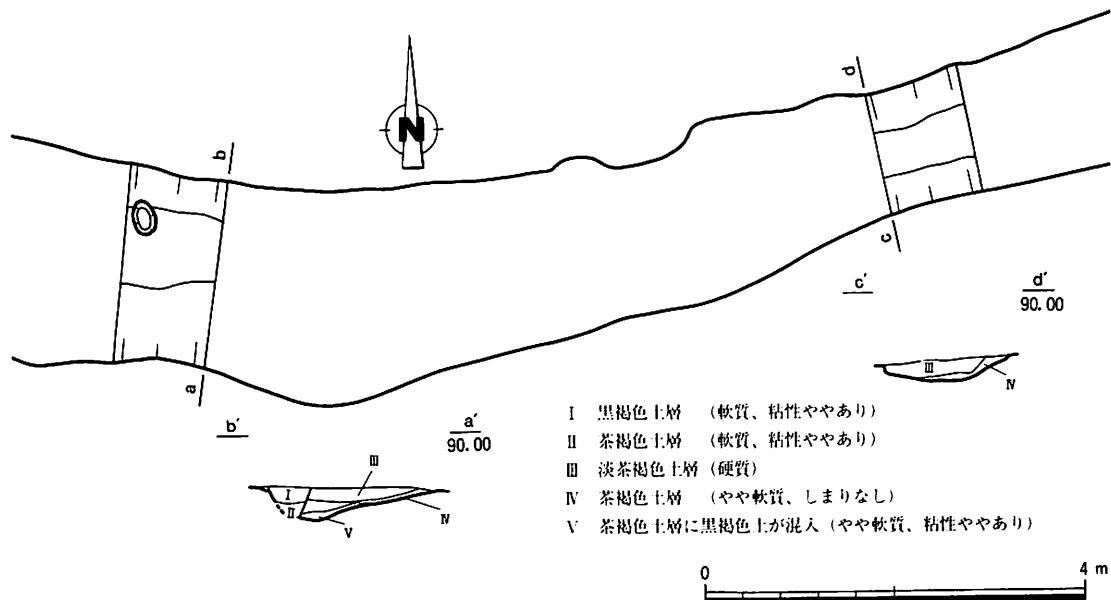 N
b
d
a
c
c′
d′
90.00
b′
a′
90.00
Ⅲ
Ⅳ
Ⅰ
Ⅱ
Ⅲ
Ⅳ
Ⅴ
Ⅰ 黒褐色土層 (軟質、粘性ややあり)
Ⅱ 茶褐色土層 (軟質、粘性ややあり)
Ⅲ 淡茶褐色土層 (硬質)
Ⅳ 茶褐色土層 (やや軟質、しまりなし)
Ⅴ 茶褐色土層に黒褐色土が混入 (やや軟質、粘性ややあり)
0 4 m